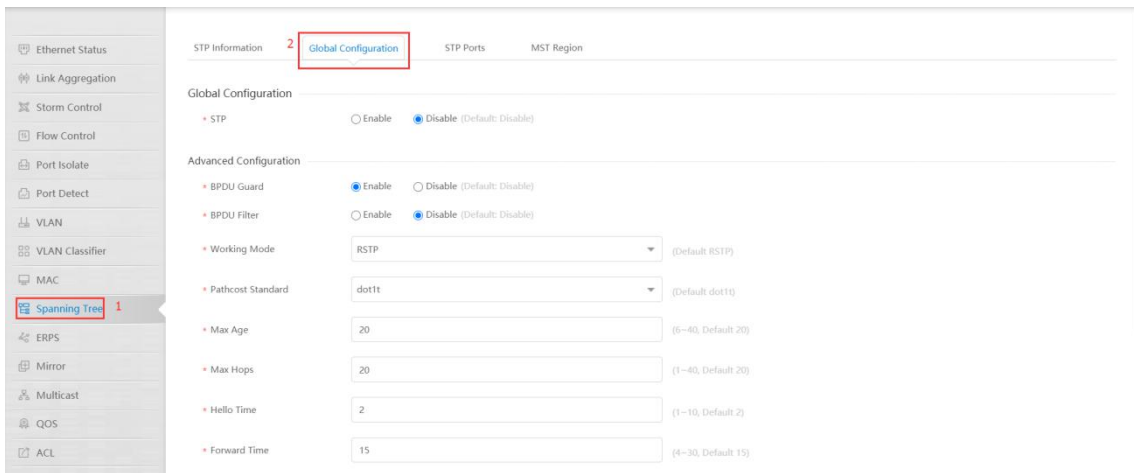 Ethernet Status
Link Aggregation
Storm Control
Flow Control
Port Isolate
Port Detect
VLAN
VLAN Classifier
MAC
Spanning Tree 1
ERPS
Mirror
Multicast
QOS
ACL
STP Information 2 Global Configuration STP Ports MST Region
Global Configuration
* STP Enable Disable (Default: Disable)
Advanced Configuration
* BPDU Guard Enable Disable (Default: Disable)
* BPDU Filter Enable Disable (Default: Disable)
* Working Mode RSTP (Default RSTP)
* Pathcost Standard dot1t (Default dot1t)
* Max Age 20 (6~40, Default 20)
* Max Hops 20 (1~40, Default 20)
* Hello Time 2 (1~10, Default 2)
* Forward Time 15 (4~30, Default 15)